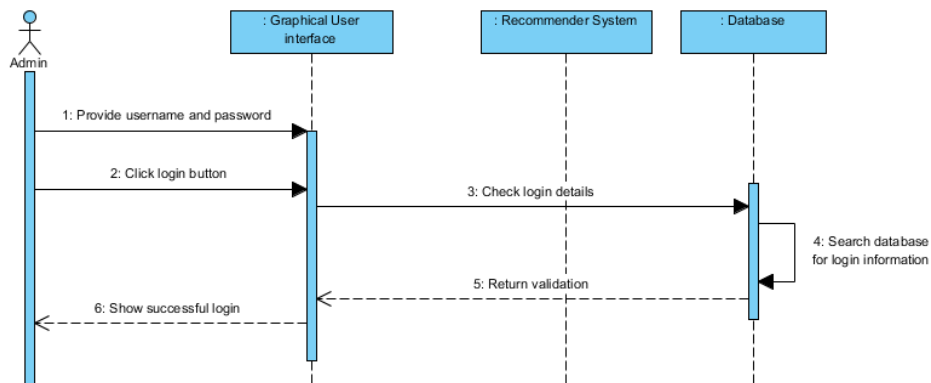 : Graphical User
interface
: Recommender System
: Database
Admin
1: Provide username and password
2: Click login button
3: Check login details
4: Search database
for login information
5: Return validation
6: Show successful login